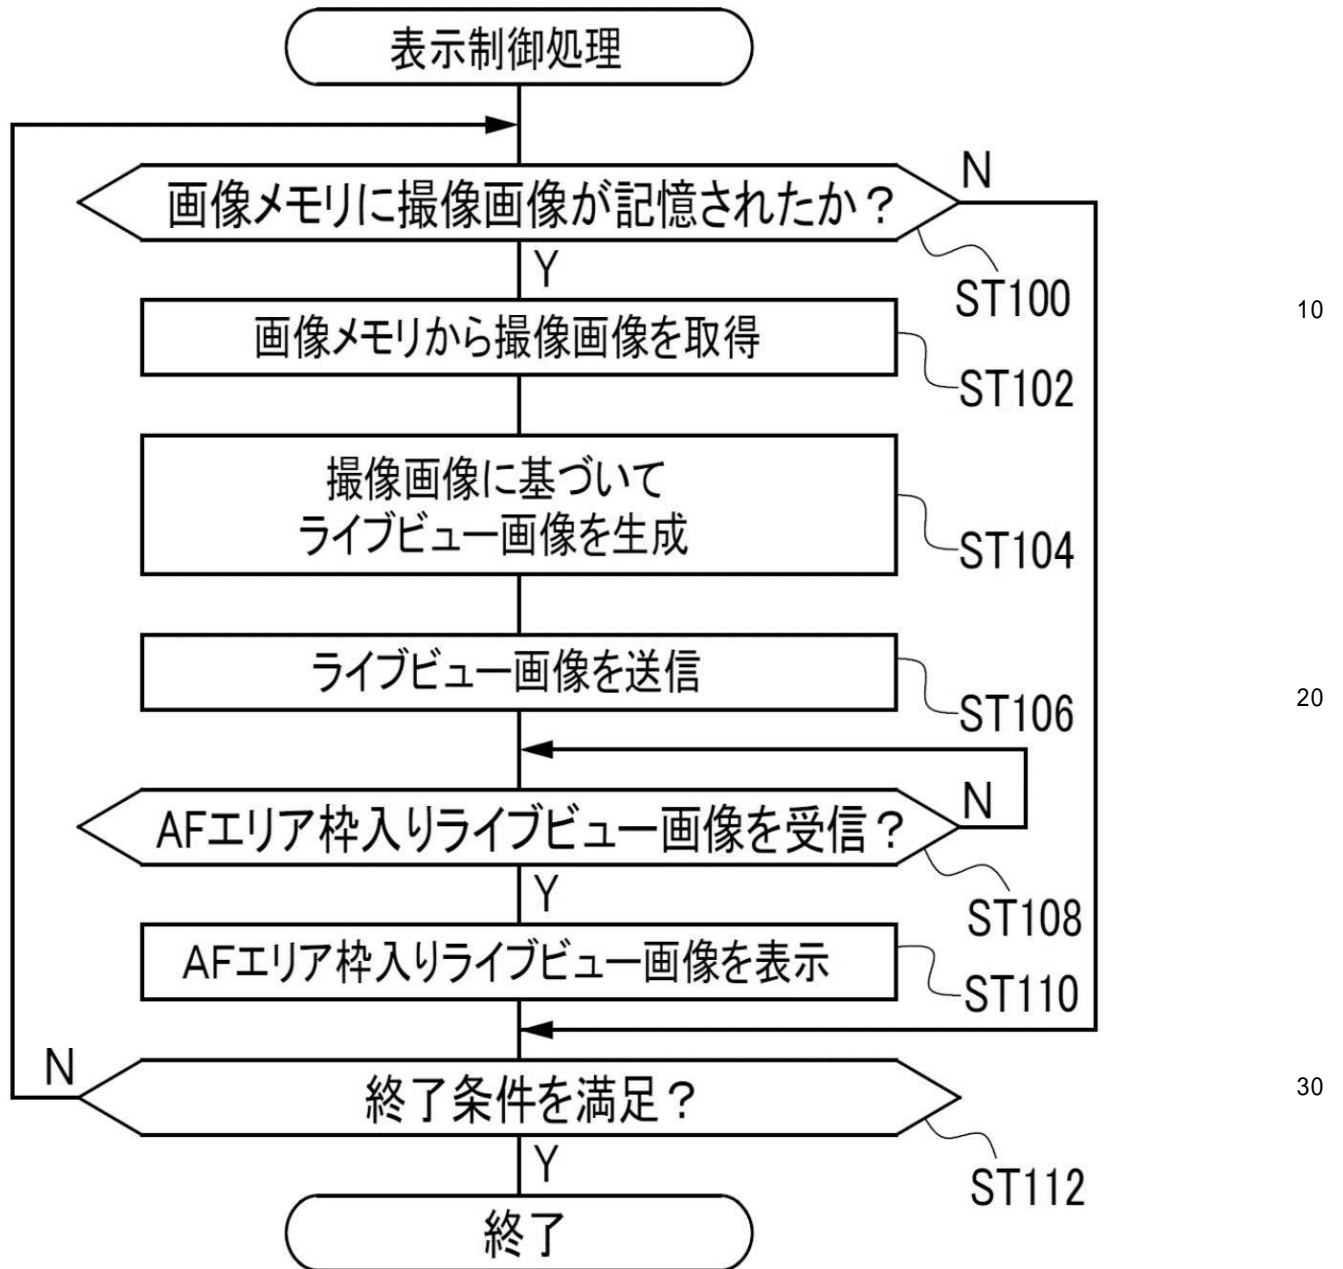 表示制御処理
画像メモリに撮像画像が記憶されたか？
N
ST100
Y
画像メモリから撮像画像を取得
ST102
10
撮像画像に基づいて
ライブビュー画像を生成
ST104
ライブビュー画像を送信
ST106
20
AFエリア枠入りライブビュー画像を受信？
N
ST108
Y
AFエリア枠入りライブビュー画像を表示
ST110
N
終了条件を満足？
30
ST112
Y
終了